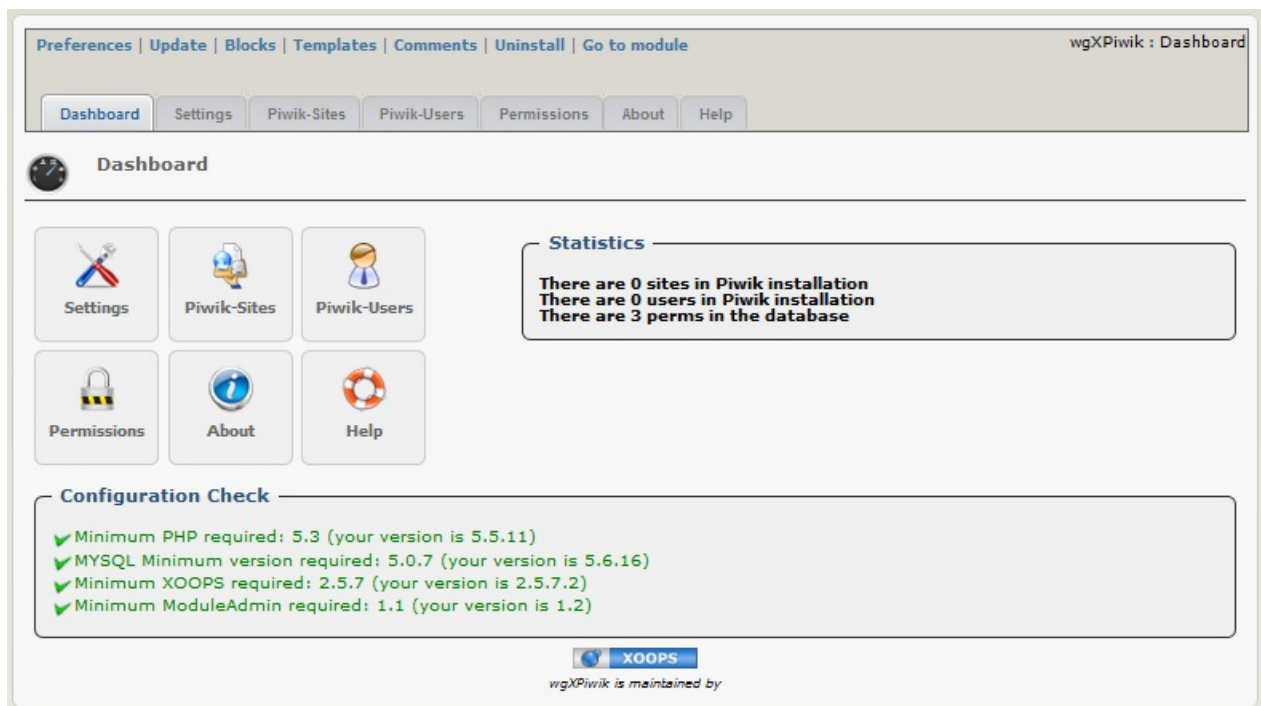 Preferences | Update | Blocks | Templates | Comments | Uninstall | Go to module
wgXPiwik : Dashboard
Dashboard Settings Piwik-Sites Piwik-Users Permissions About Help
Dashboard
Settings Piwik-Sites Piwik-Users
Permissions About Help
Statistics
There are 0 sites in Piwik installation
There are 0 users in Piwik installation
There are 3 perms in the database
Configuration Check
Minimum PHP required: 5.3 (your version is 5.5.11)
MYSQL Minimum version required: 5.0.7 (your version is 5.6.16)
Minimum XOOPS required: 2.5.7 (your version is 2.5.7.2)
Minimum ModuleAdmin required: 1.1 (your version is 1.2)
XOOPS
wgXPiwik is maintained by